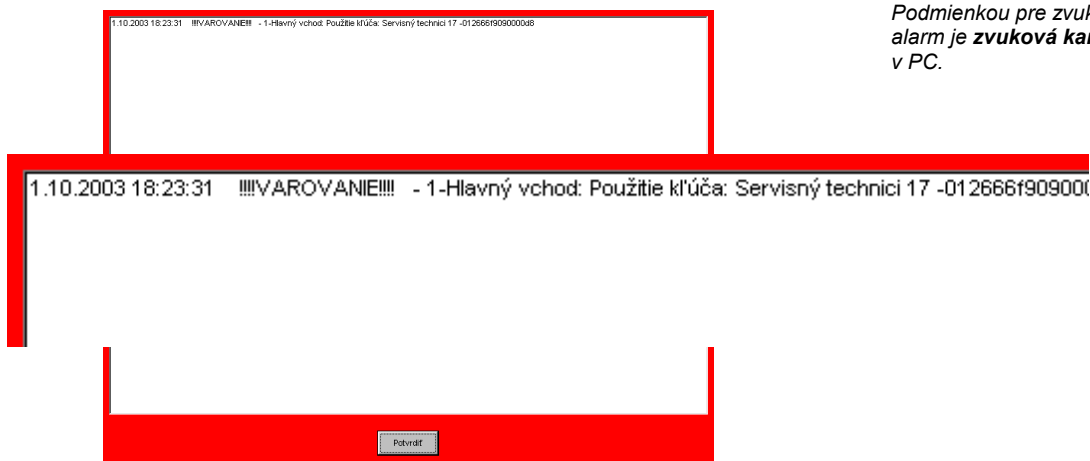 Podmienkou pre zvuk
alarm je zvuková kar
v PC.
1.10.2003 18:23:31 !!!!VAROVANIE!!!! - 1-Hlavný vchod: Použitie kľúča: Servisný technici 17 -012666f9090000d8
1.10.2003 18:23:31 !!!!VAROVANIE!!!! - 1-Hlavný vchod: Použitie kľúča: Servisný technici 17 -012666f909000
Potvrdiť